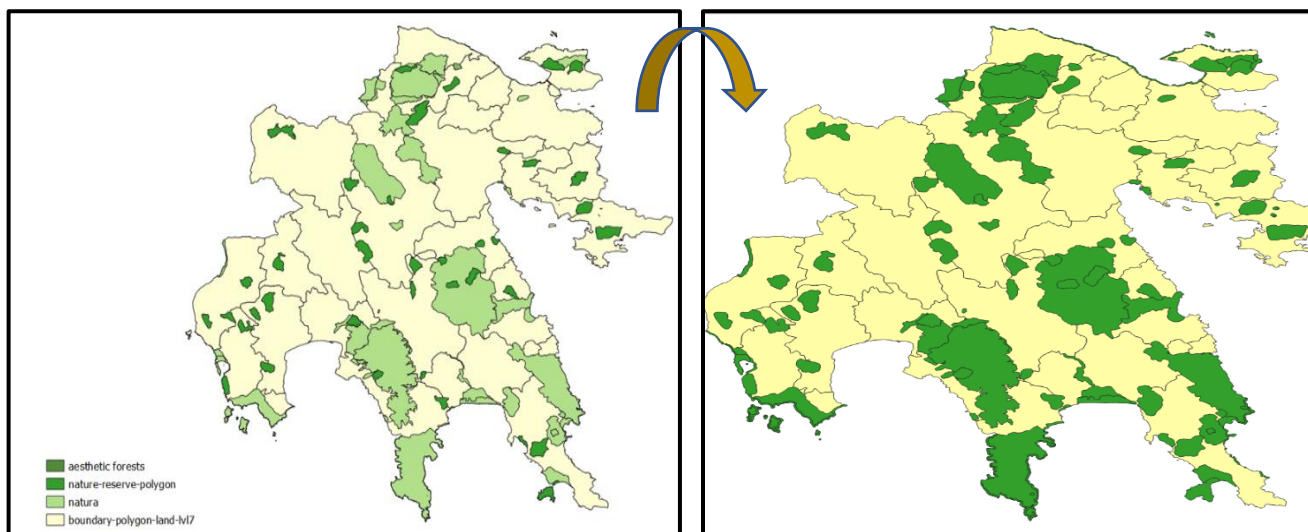 aesthetic forests
nature-reserve-polygon
natura
boundary-polygon-land-lvl7